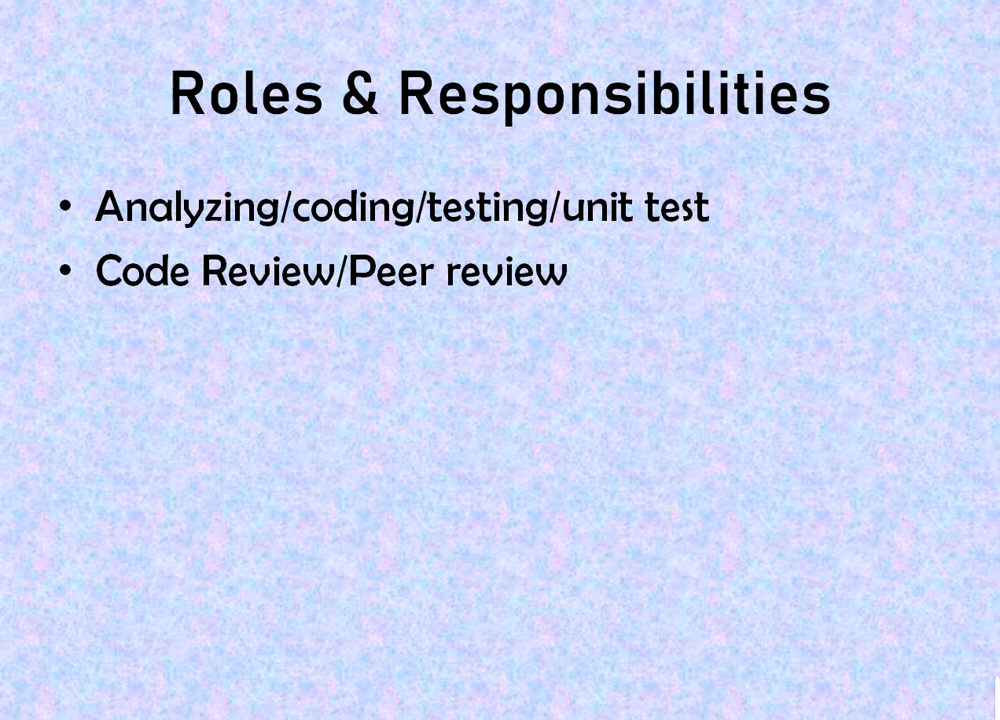 Roles & Responsibilities
• Analyzing/coding/testing/unit test
• Code Review/Peer review